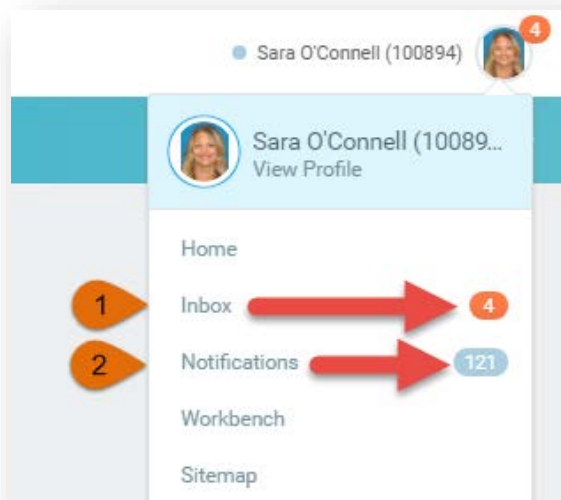 4
Sara O'Connell (100894)
Sara O'Connell (10089...
View Profile
Home
1 Inbox 4
2 Notifications 121
Workbench
Sitemap